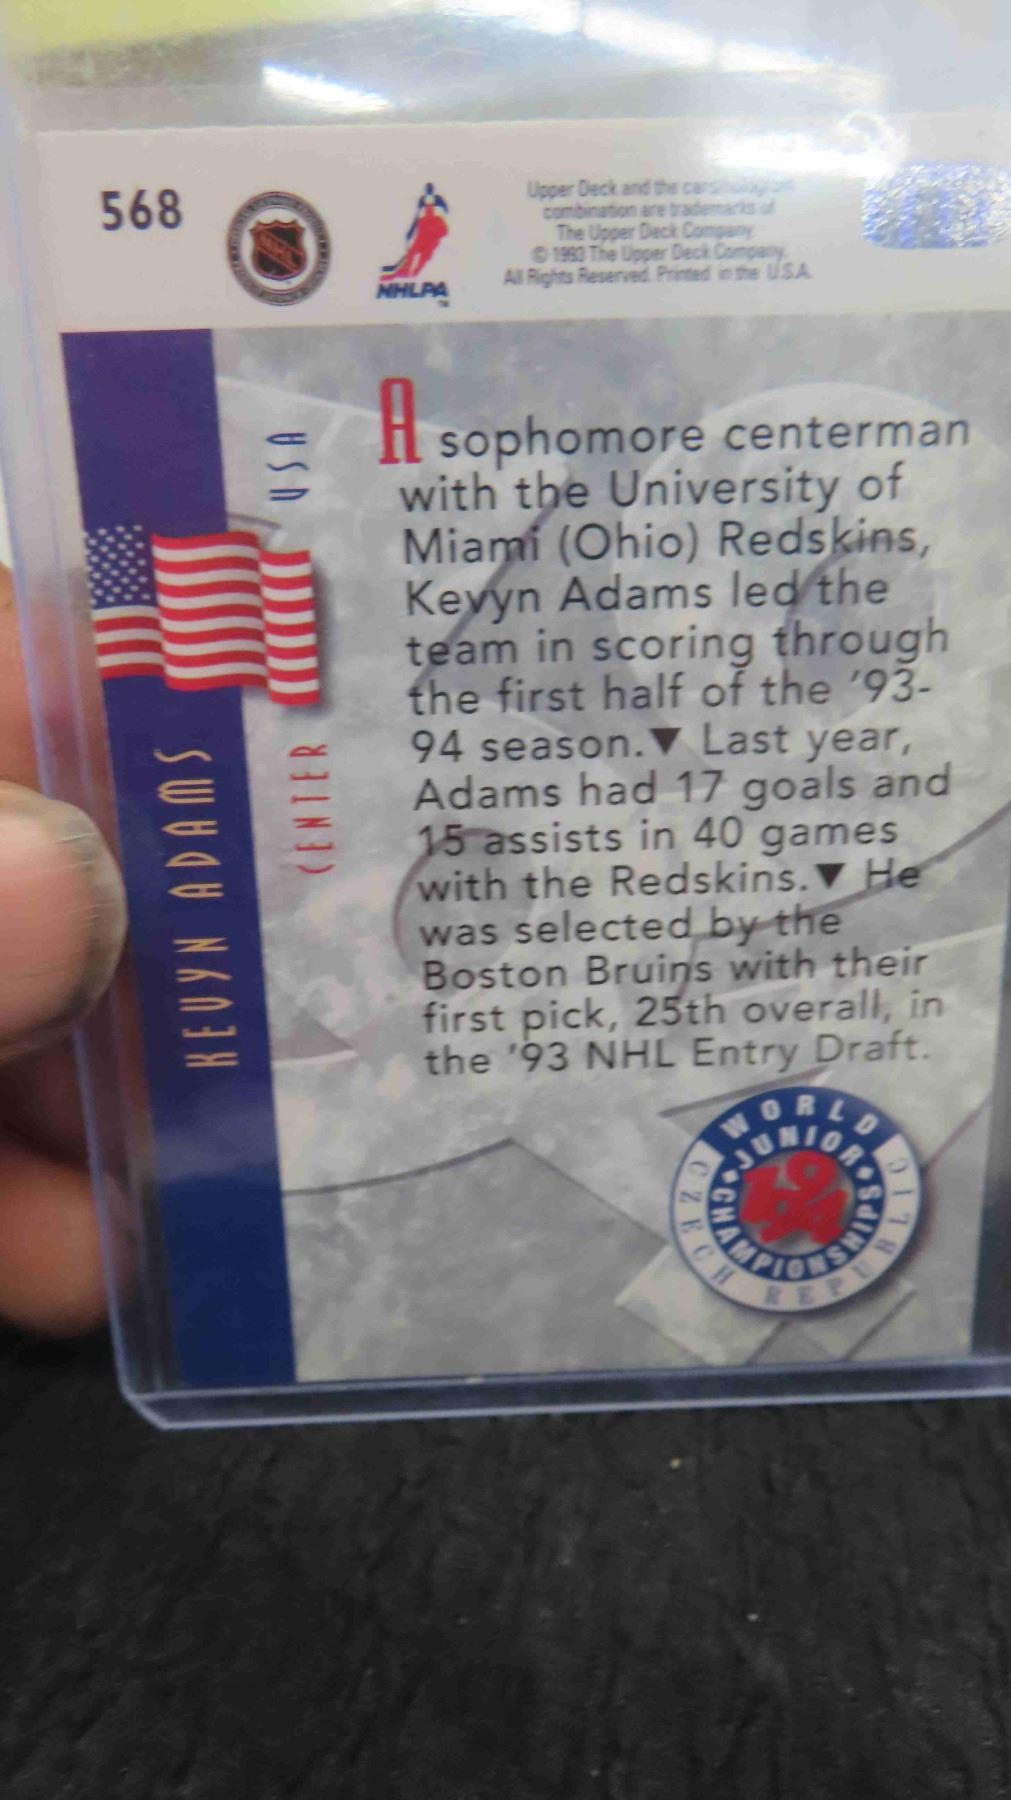 568
NHL
NHLPA
TM
Upper Deck and the cards/hologram
combination are trademarks of
The Upper Deck Company.
© 1993 The Upper Deck Company.
All Rights Reserved. Printed in the U.S.A.
KEVYN ADAMS
USA
CENTER
A sophomore centerman
with the University of
Miami (Ohio) Redskins,
Kevyn Adams led the
team in scoring through
the first half of the '93-
94 season.▼ Last year,
Adams had 17 goals and
15 assists in 40 games
with the Redskins.▼ He
was selected by the
Boston Bruins with their
first pick, 25th overall, in
the '93 NHL Entry Draft.
WORLD
JUNIOR
1994
CHAMPIONSHIPS
CZECH REPUBLIC